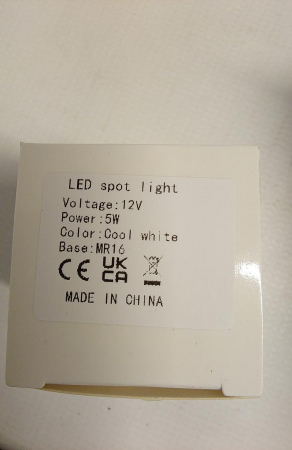 LED spot light
Voltage:12V
Power:5W
Color:Cool white
Base:MR16
CE UK CA
MADE IN CHINA